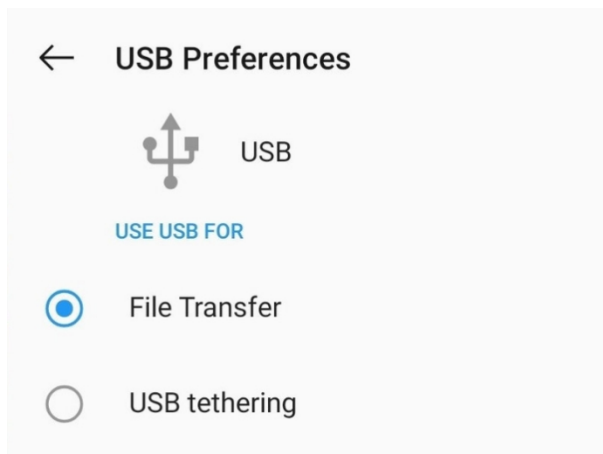 USB Preferences
USB
USE USB FOR
File Transfer
USB tethering